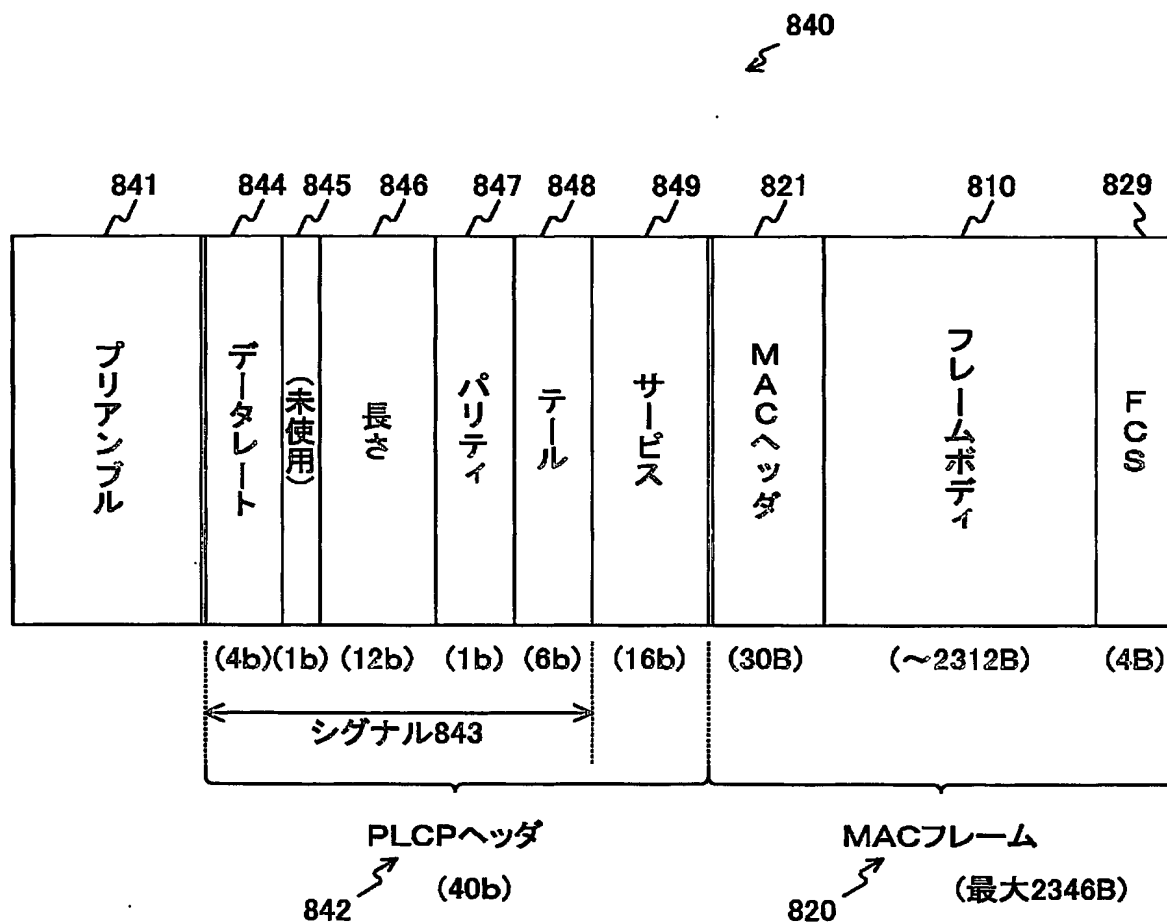 840
841 844 845 846 847 848 849 821 810 829
プリアンブル
データレート
(未使用)
長さ
パリティ
テール
サービス
MACヘッダ
フレームボディ
FCS
(4b) (1b) (12b) (1b) (6b) (16b) (30B) (～2312B) (4B)
シグナル843
PLCPヘッダ
(40b)
842
MACフレーム
(最大2346B)
820